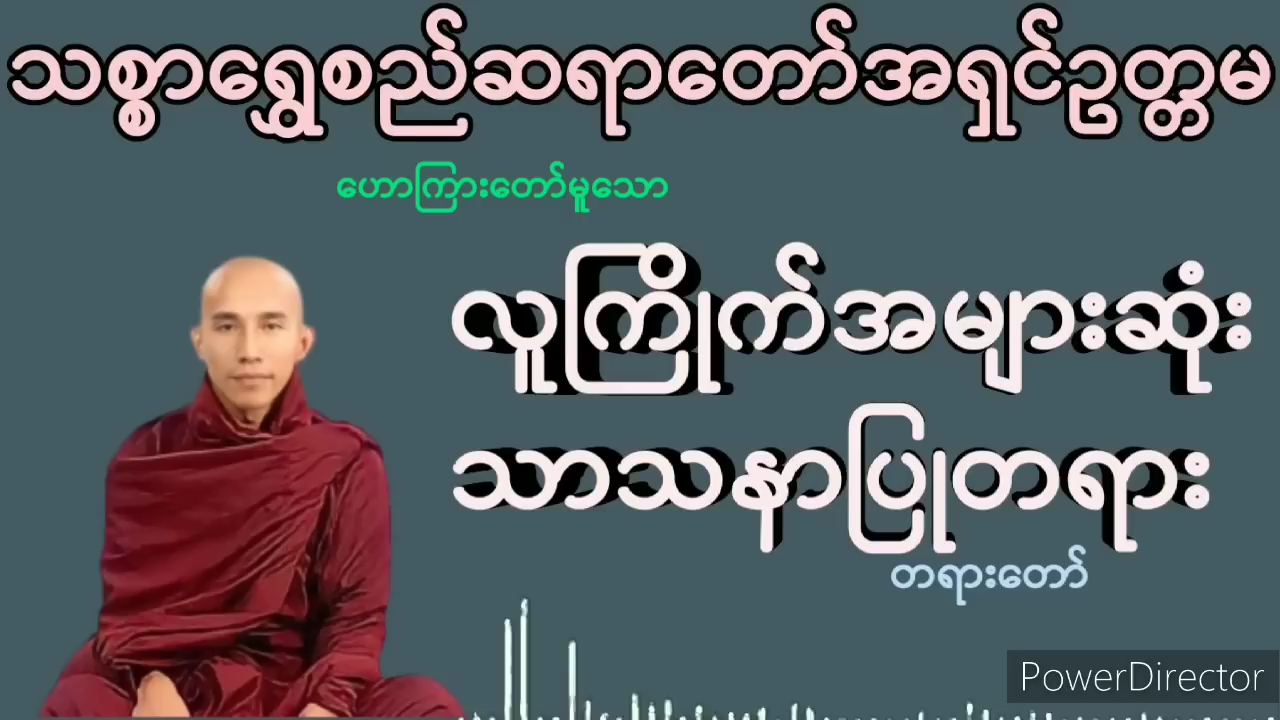 သစ္စာရွှေစည်ဆရာတော်အရှင်ဥတ္တမ
ဟောကြားတော်မူသော
လူကြိုက်အများဆုံး
သာသနာပြုတရား
တရားတော်
PowerDirector